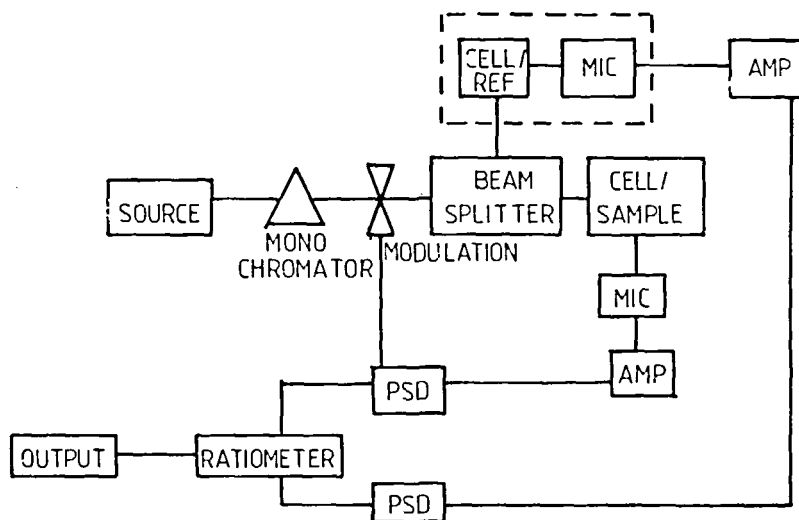 CELL/
REF
MIC
AMP
SOURCE
MONO
CHROMATOR
MODULATION
BEAM
SPLITTER
CELL/
SAMPLE
MIC
AMP
PSD
OUTPUT
RATIOMETER
PSD